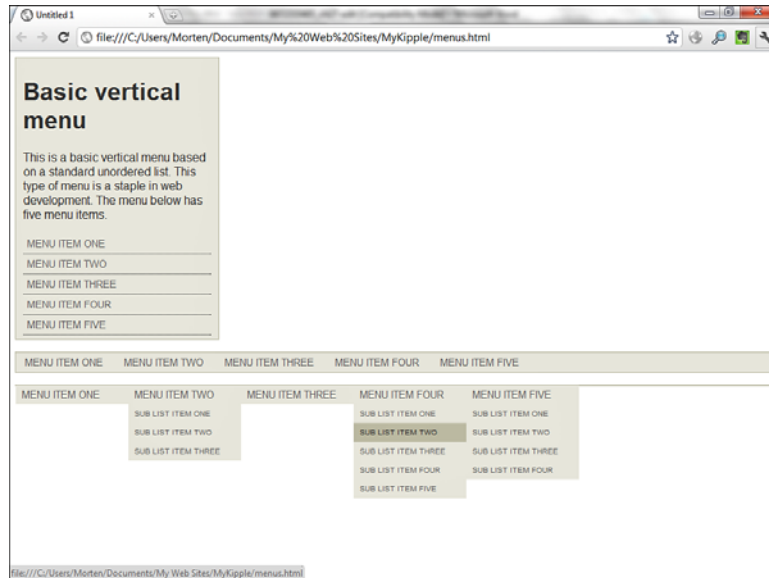 Untitled 1
file:///C:/Users/Morten/Documents/My%20Web%20Sites/MyKipple/menus.html
Basic vertical
menu
This is a basic vertical menu based
on a standard unordered list. This
type of menu is a staple in web
development. The menu below has
five menu items.
MENU ITEM ONE
MENU ITEM TWO
MENU ITEM THREE
MENU ITEM FOUR
MENU ITEM FIVE
MENU ITEM ONE MENU ITEM TWO MENU ITEM THREE MENU ITEM FOUR MENU ITEM FIVE
MENU ITEM ONE MENU ITEM TWO MENU ITEM THREE MENU ITEM FOUR MENU ITEM FIVE
SUB LIST ITEM ONE SUB LIST ITEM ONE SUB LIST ITEM ONE
SUB LIST ITEM TWO SUB LIST ITEM TWO SUB LIST ITEM TWO
SUB LIST ITEM THREE SUB LIST ITEM THREE SUB LIST ITEM THREE
SUB LIST ITEM FOUR SUB LIST ITEM FOUR
SUB LIST ITEM FIVE
file:///C:/Users/Morten/Documents/My Web Sites/MyKipple/menus.html